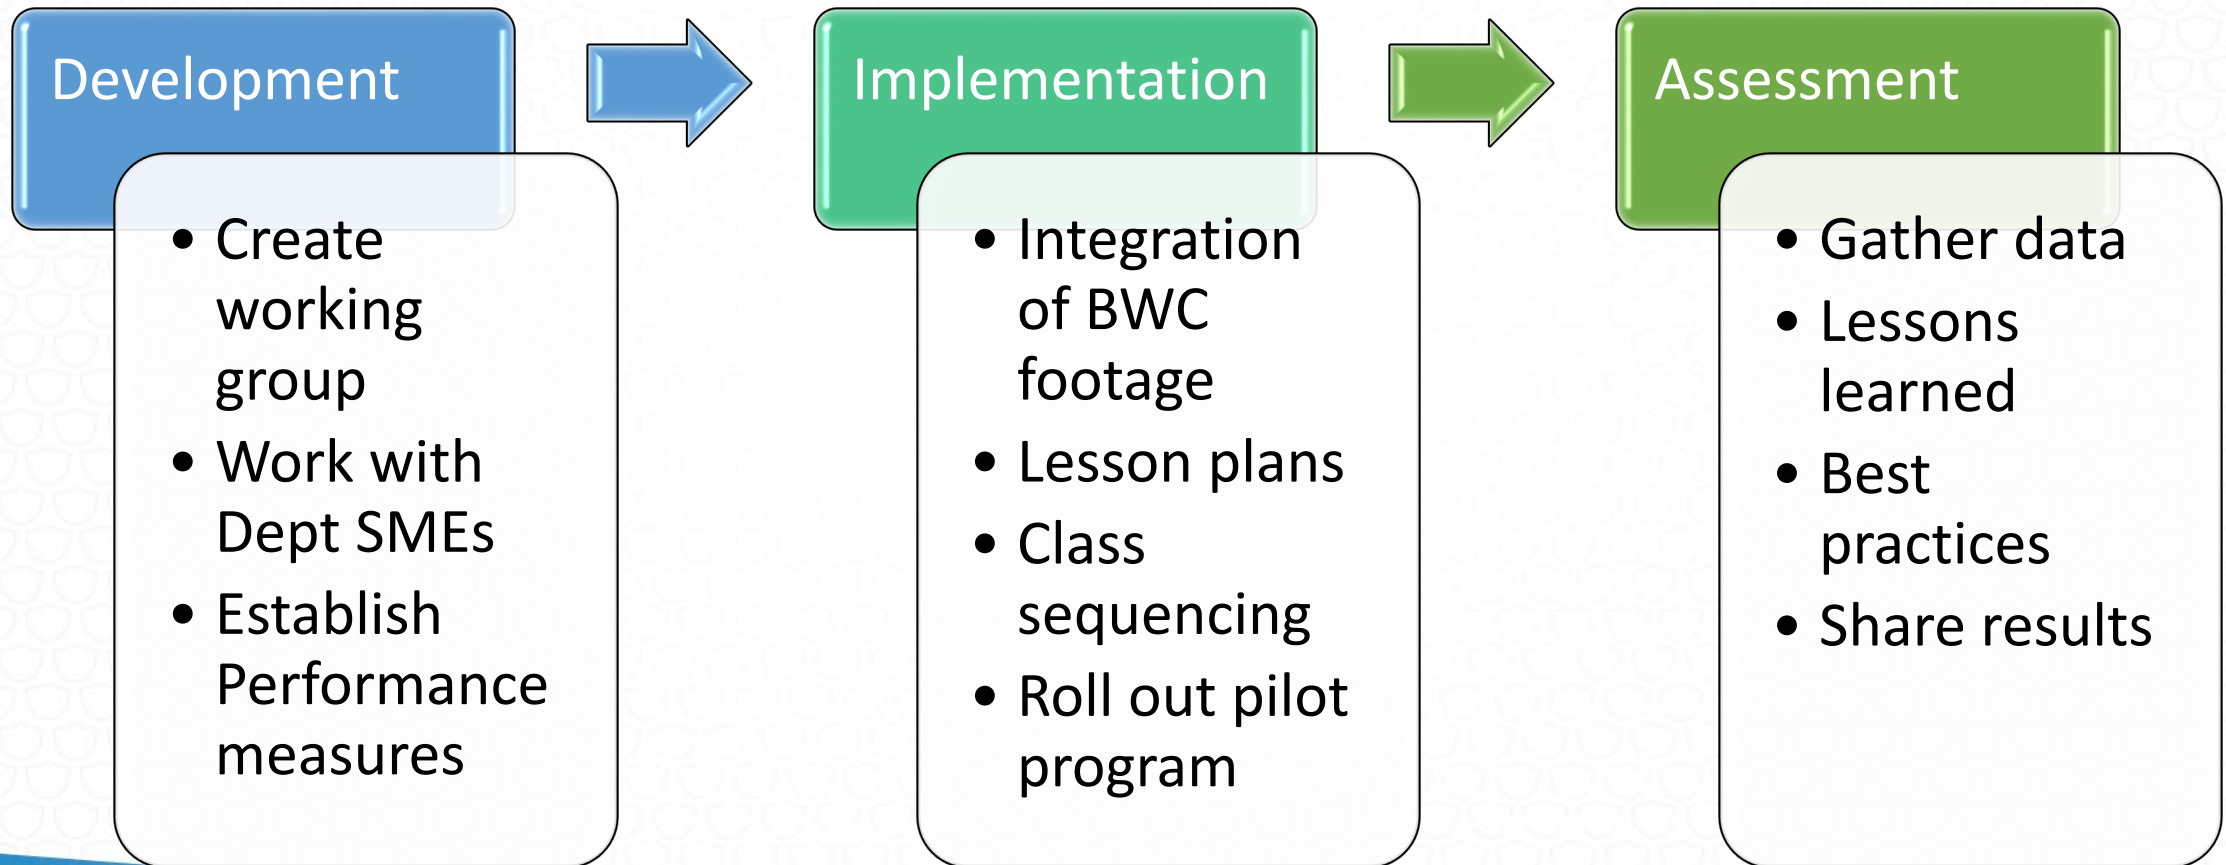 Development
• Create
working
group
• Work with
Dept SMEs
• Establish
Performance
measures
Implementation
• Integration
of BWC
footage
• Lesson plans
• Class
sequencing
• Roll out pilot
program
Assessment
• Gather data
• Lessons
learned
• Best
practices
• Share results